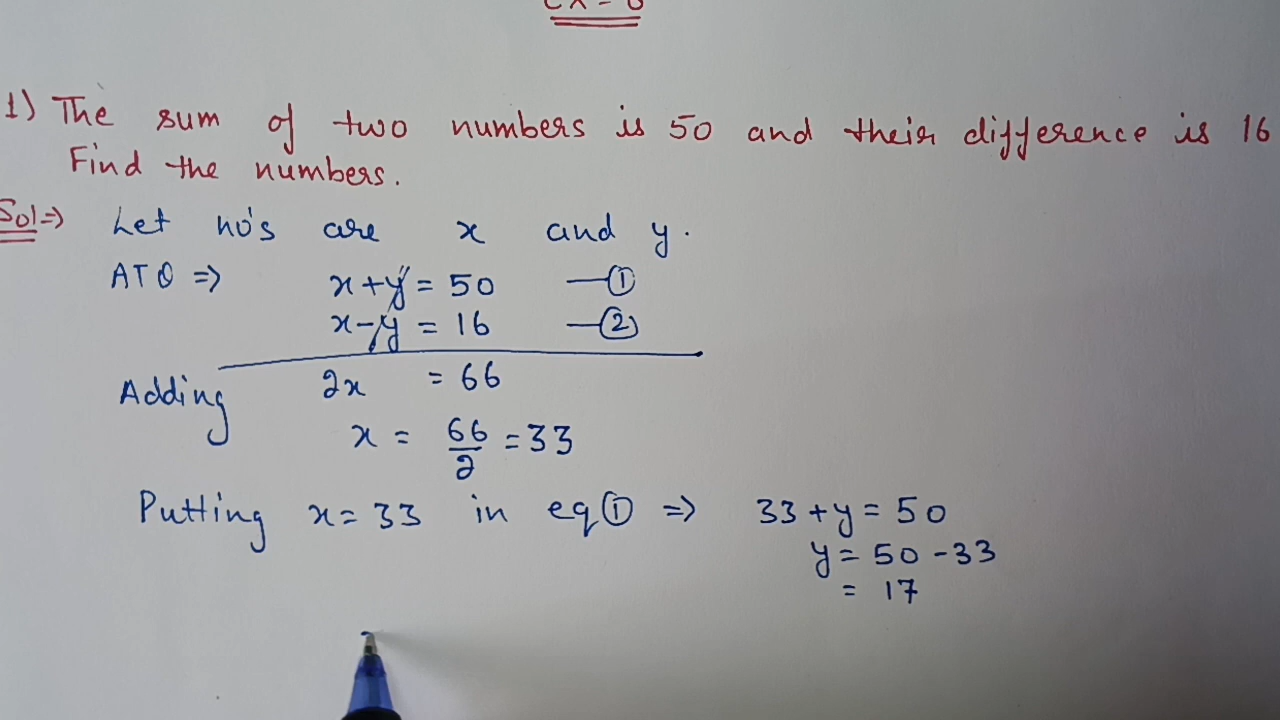 1) The sum of two numbers is 50 and their difference is 16
Find the numbers.
Sol⇒ Let no's are x and y.
ATQ ⇒ x+y = 50 —①
x-y = 16 —②
Adding 2x = 66
x = 66/2 = 33
Putting x = 33 in eq ① ⇒ 33 + y = 50
y = 50 - 33
= 17